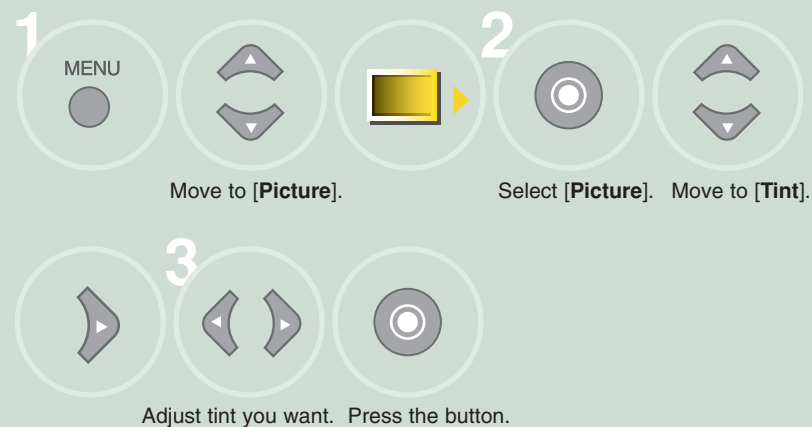 1
MENU
2
Move to [Picture].
Select [Picture].
Move to [Tint].
3
Adjust tint you want.
Press the button.